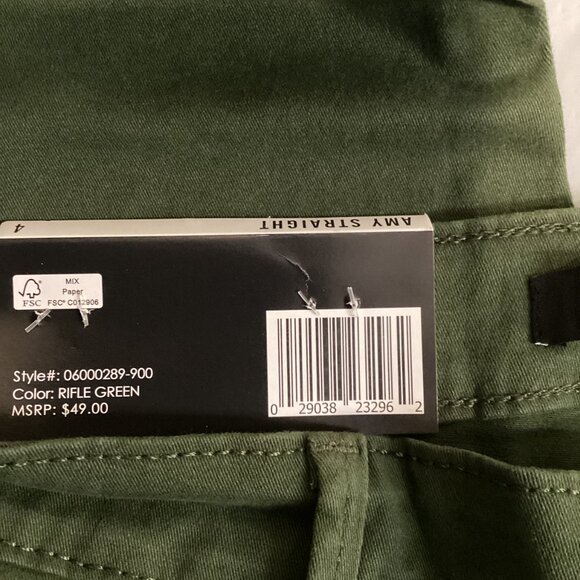 AMY STRAIGHT
4
MIX
Paper
FSC
FSC® C012906
Style#: 06000289-900
Color: RIFLE GREEN
MSRP: $49.00
0 29038 23296 2